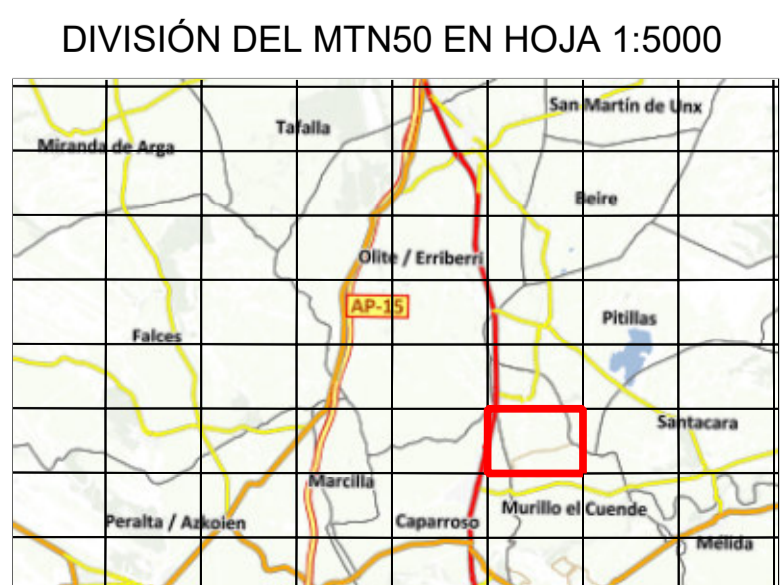 DIVISIÓN DEL MTN50 EN HOJA 1:5000
San Martín de Unx
Tafalla
Miranda de Arga
Beire
Olite / Erriberri
AP-15
Pitillas
Falces
Santacara
Marcilla
Murillo el Cuende
Peralta / Azkoien
Caparroso
Mélida